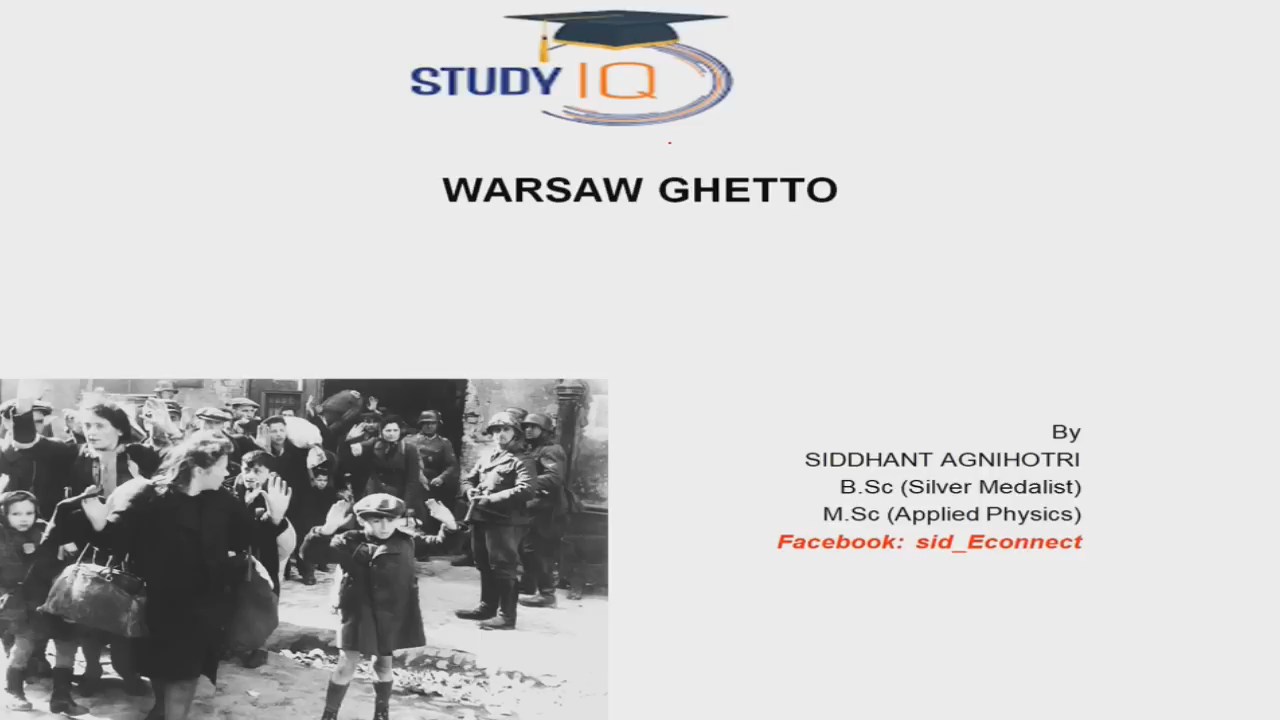 STUDY IQ
WARSAW GHETTO
By
SIDDHANT AGNIHOTRI
B.Sc (Silver Medalist)
M.Sc (Applied Physics)
Facebook: sid_Econnect